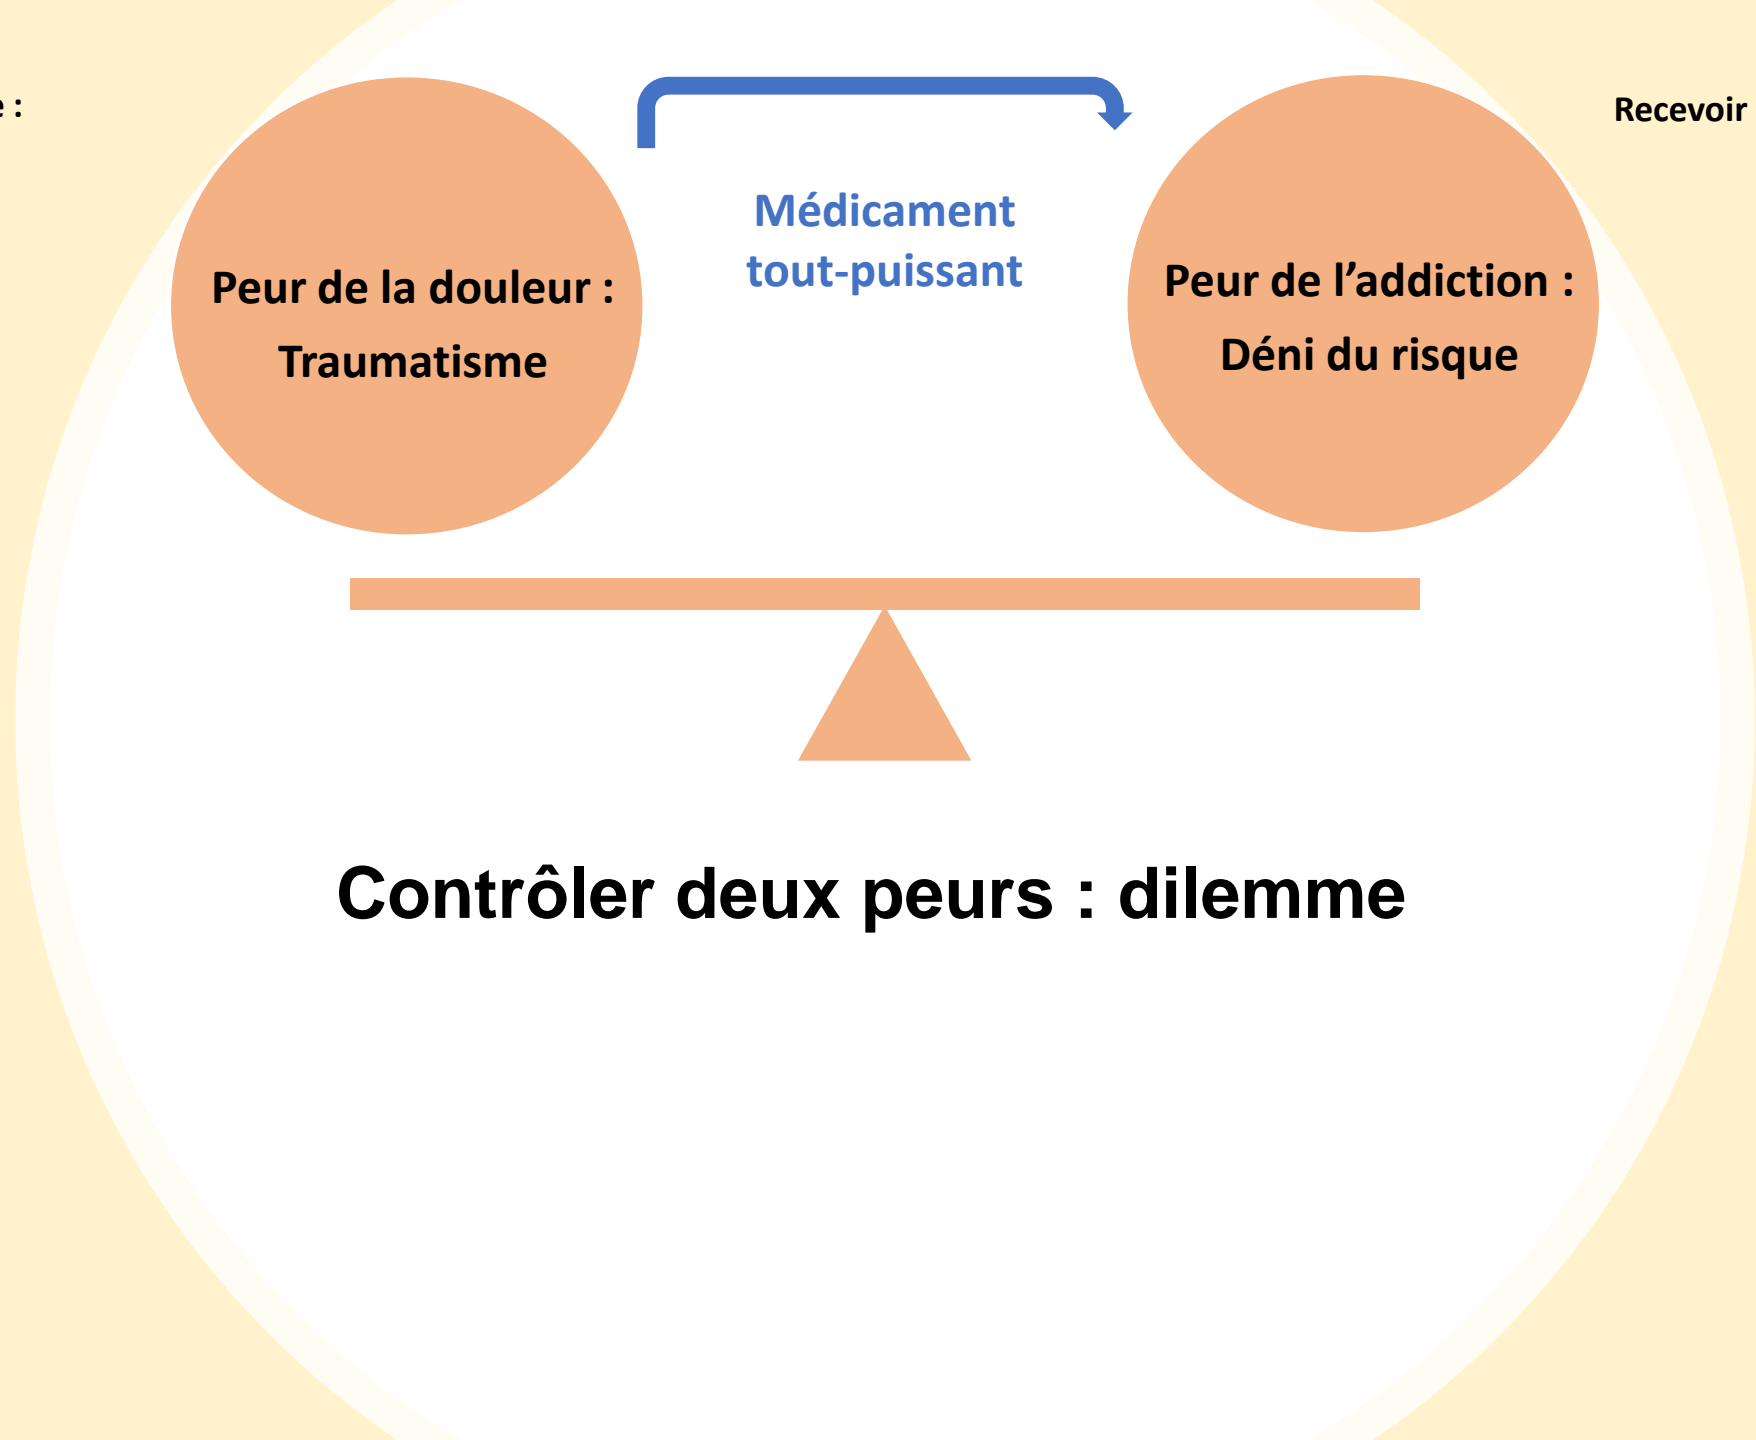 e :
Recevoir
Médicament
tout-puissant
Peur de la douleur :
Traumatisme
Peur de l’addiction :
Déni du risque
Contrôler deux peurs : dilemme